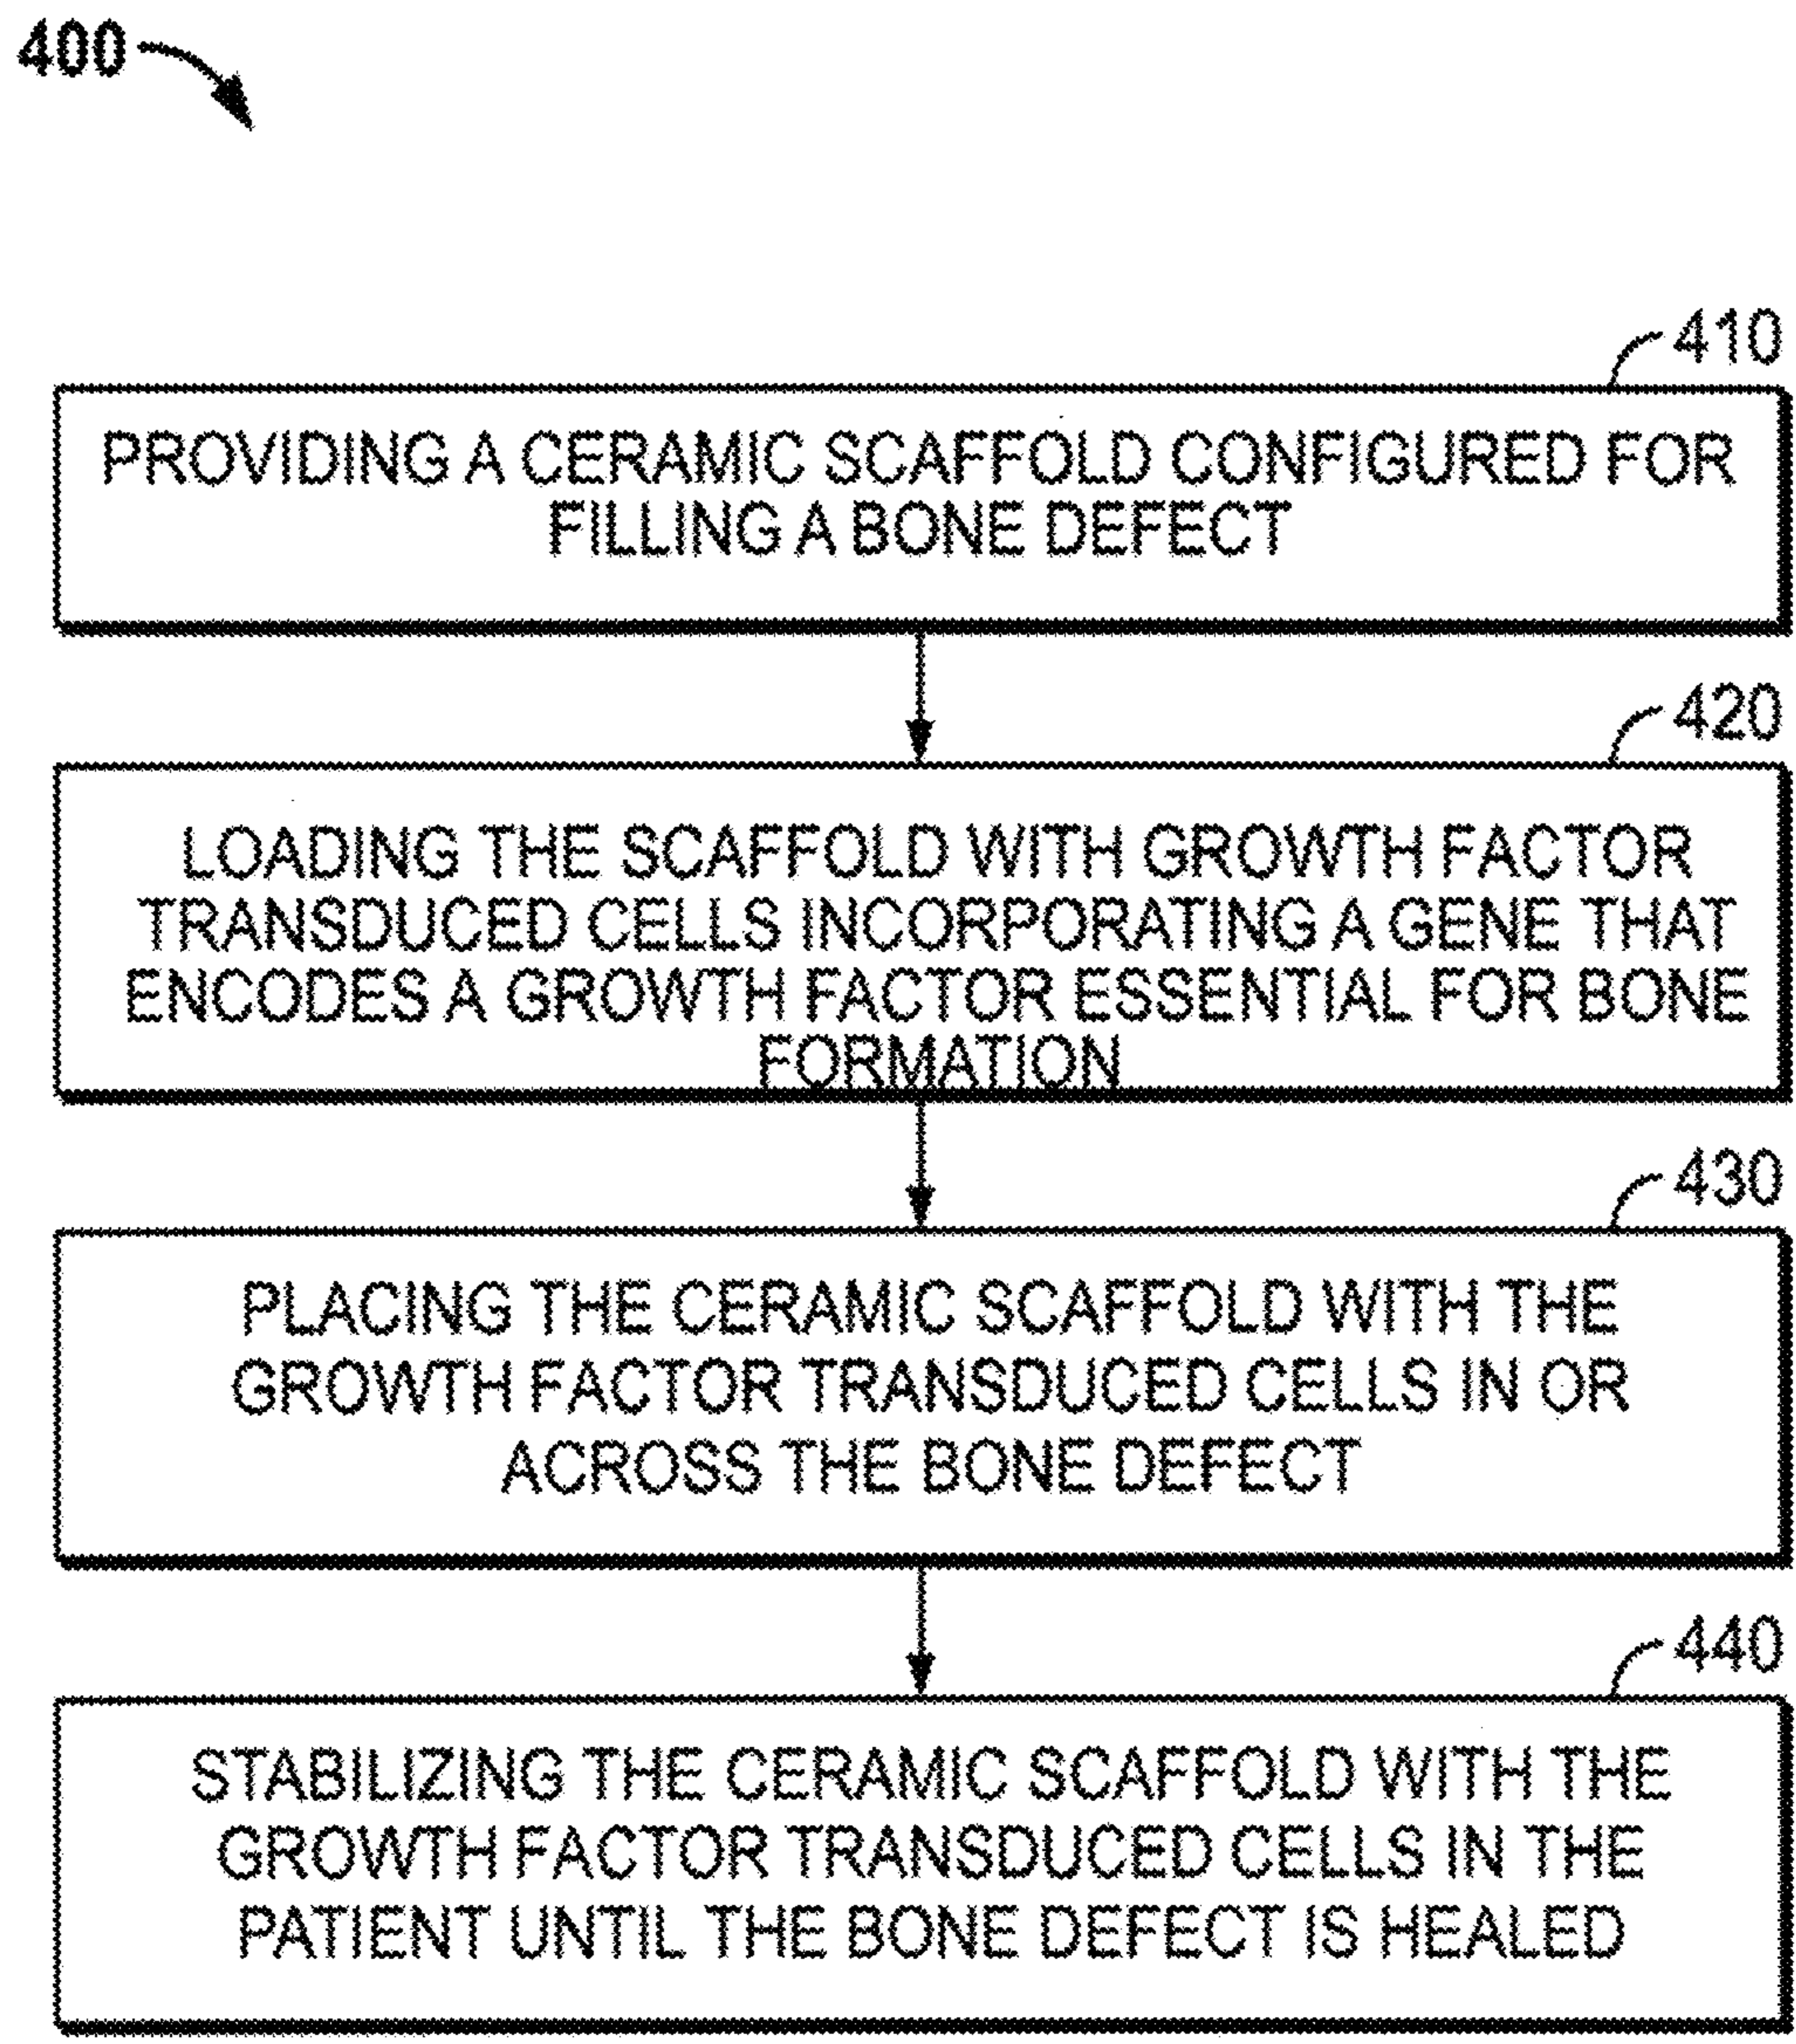 400
410
PROVIDING A CERAMIC SCAFFOLD CONFIGURED FOR
FILLING A BONE DEFECT
420
LOADING THE SCAFFOLD WITH GROWTH FACTOR
TRANSDUCED CELLS INCORPORATING A GENE THAT
ENCODES A GROWTH FACTOR ESSENTIAL FOR BONE
FORMATION
430
PLACING THE CERAMIC SCAFFOLD WITH THE
GROWTH FACTOR TRANSDUCED CELLS IN OR
ACROSS THE BONE DEFECT
440
STABILIZING THE CERAMIC SCAFFOLD WITH THE
GROWTH FACTOR TRANSDUCED CELLS IN THE
PATIENT UNTIL THE BONE DEFECT IS HEALED